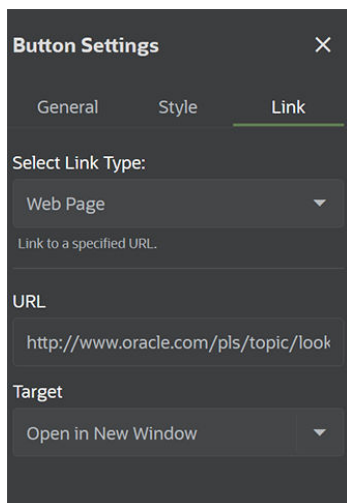 Button Settings
General Style Link
Select Link Type:
Web Page
Link to a specified URL.
URL
http://www.oracle.com/pls/topic/look
Target
Open in New Window